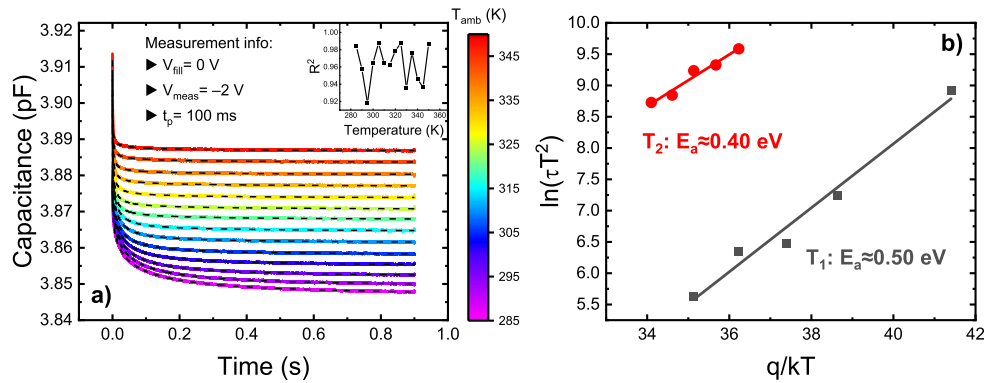 3.92
3.91
3.90
3.89
3.88
3.87
3.86
3.85
3.84
Capacitance (pF)
Measurement info:
► V_fill= 0 V
► V_meas= –2 V
► t_p= 100 ms
1.00
0.98
0.96
0.94
0.92
R²
280 300 320 340 360
Temperature (K)
a)
0.0 0.2 0.4 0.6 0.8 1.0
Time (s)
T_amb (K)
345
335
325
315
305
295
285
b)
10.0
9.5
9.0
8.5
8.0
7.5
7.0
6.5
6.0
5.5
ln(τT²)
T₂: Eₐ≈0.40 eV
T₁: Eₐ≈0.50 eV
34 36 38 40 42
q/kT